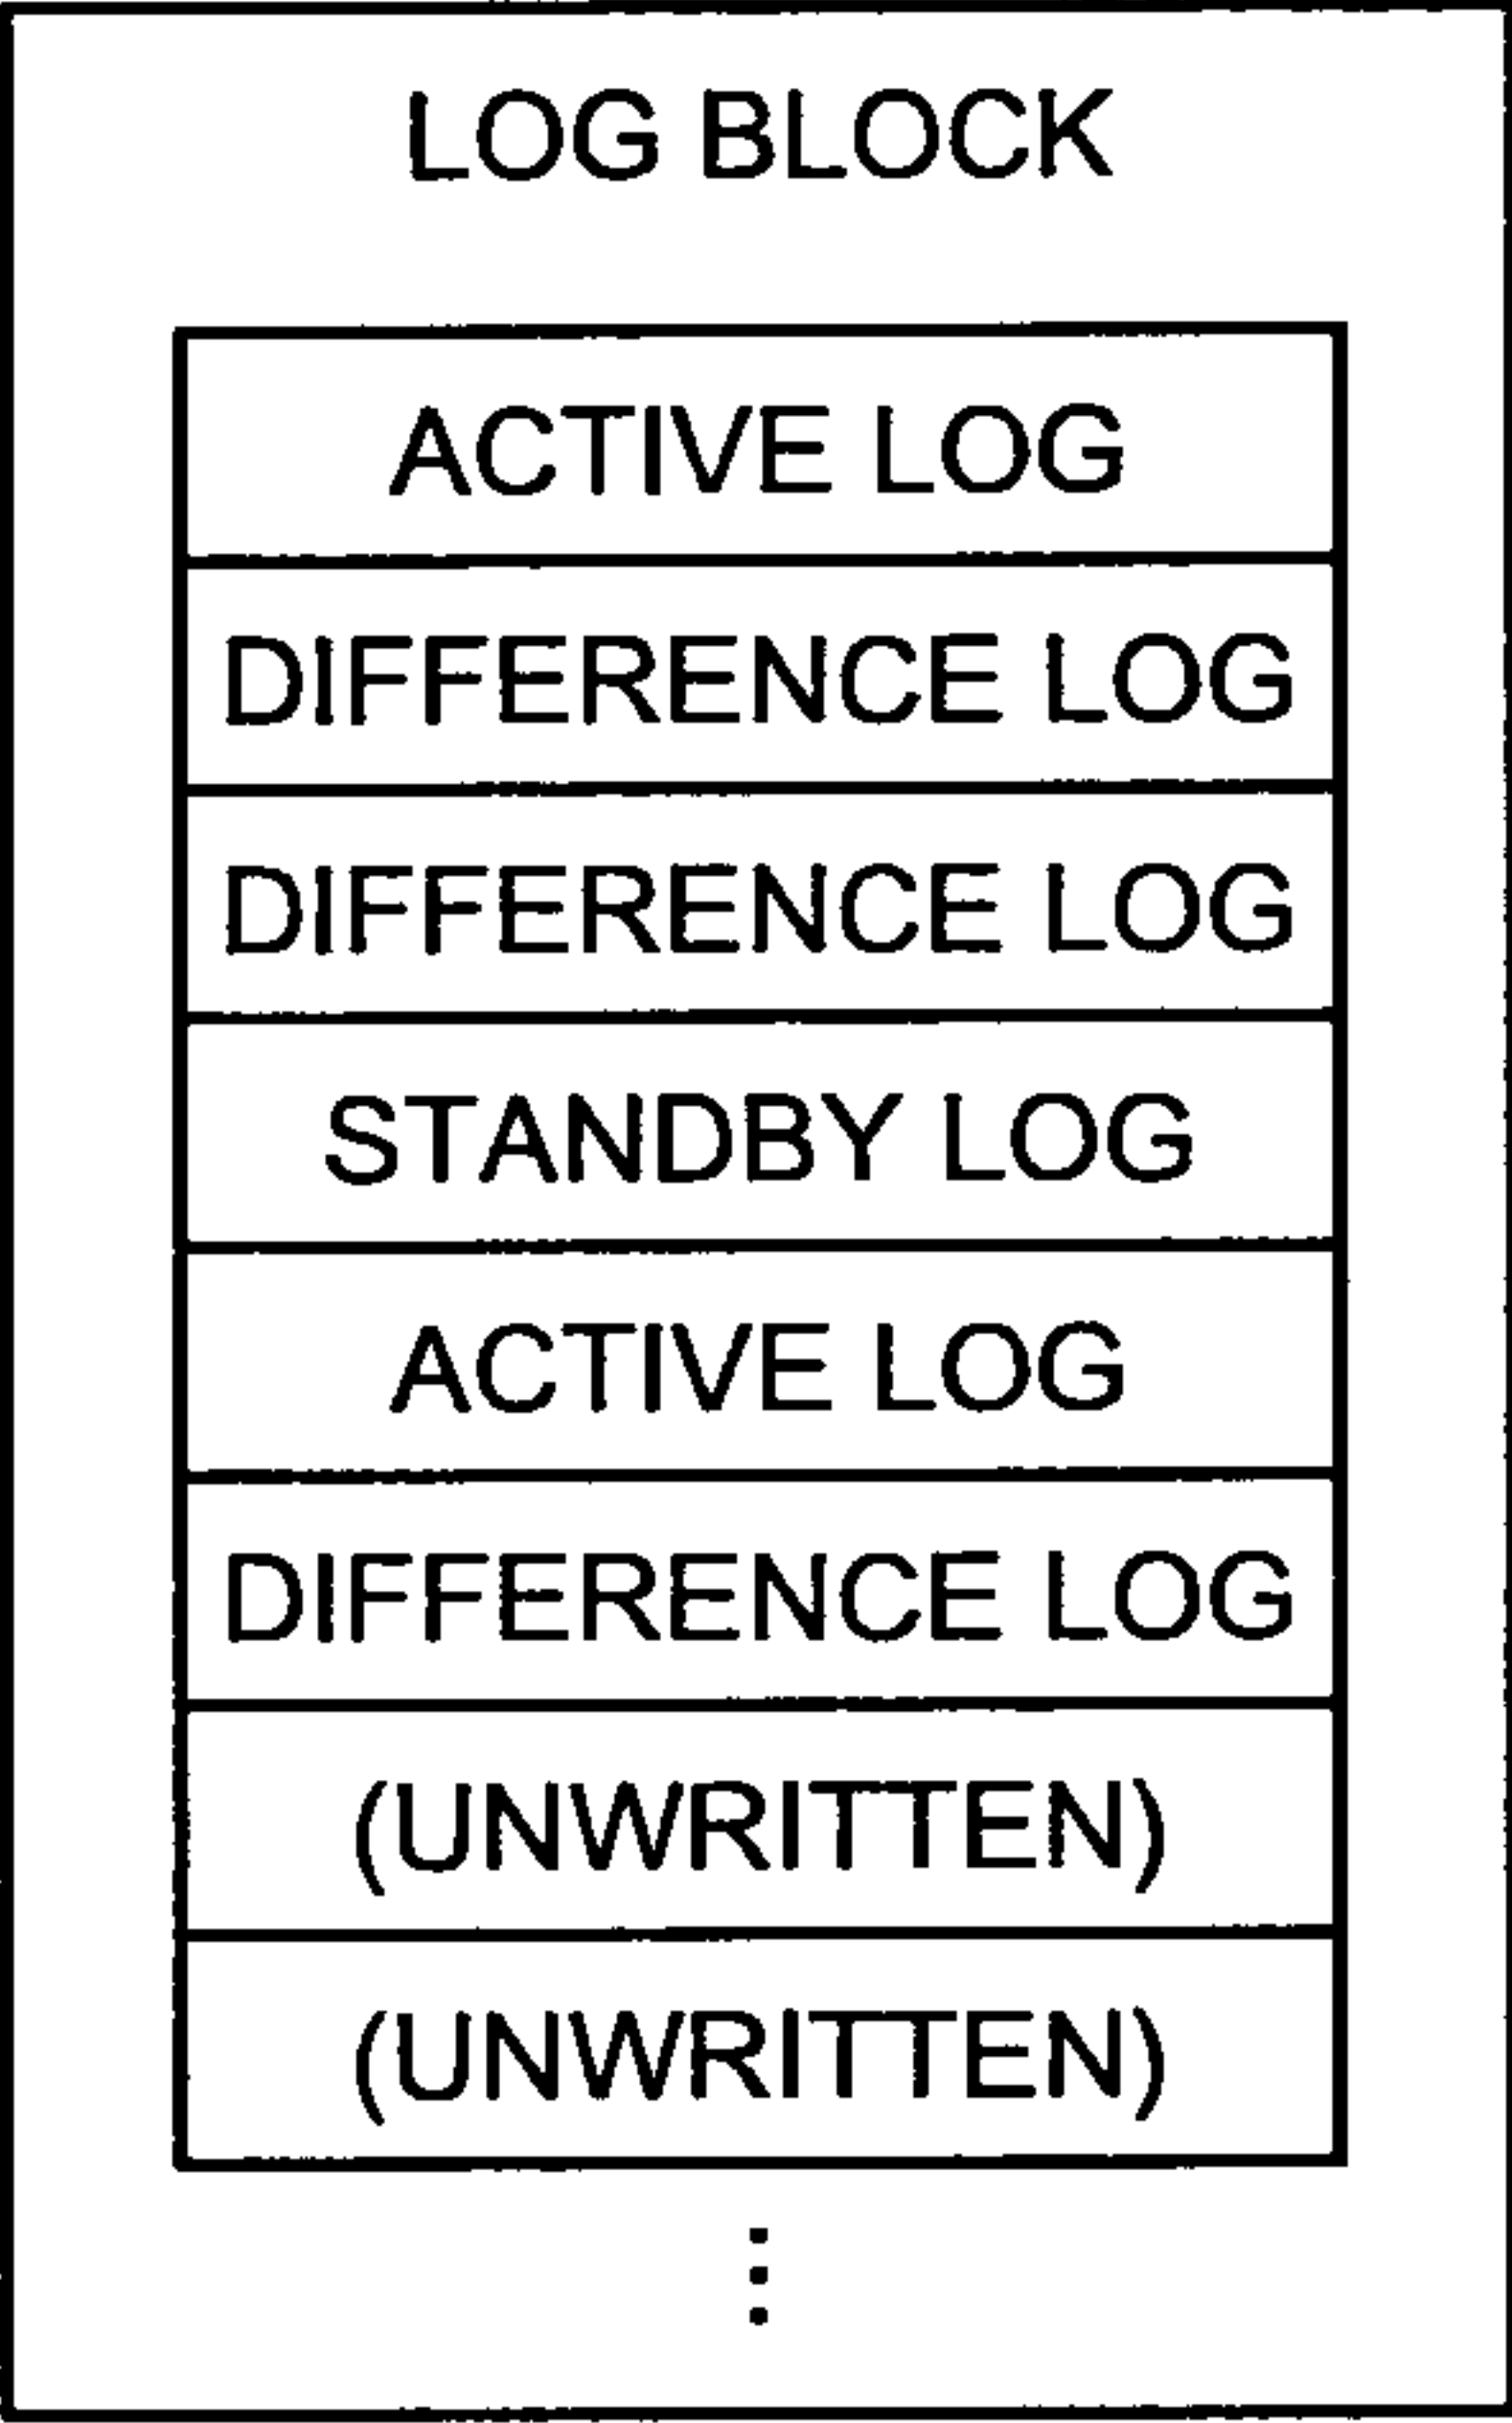 LOG BLOCK
ACTIVE LOG
DIFFERENCE LOG
DIFFERENCE LOG
STANDBY LOG
ACTIVE LOG
DIFFERENCE LOG
(UNWRITTEN)
(UNWRITTEN)